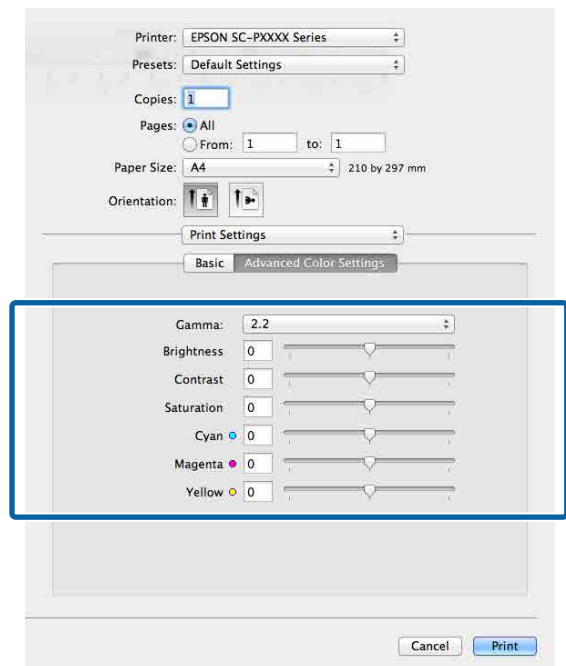 Printer: EPSON SC-PXXXX Series
Presets: Default Settings
Copies: 1
Pages: All
From: 1 to: 1
Paper Size: A4 210 by 297 mm
Orientation:
Print Settings
Basic Advanced Color Settings
Gamma: 2.2
Brightness 0
Contrast 0
Saturation 0
Cyan 0
Magenta 0
Yellow 0
Cancel Print